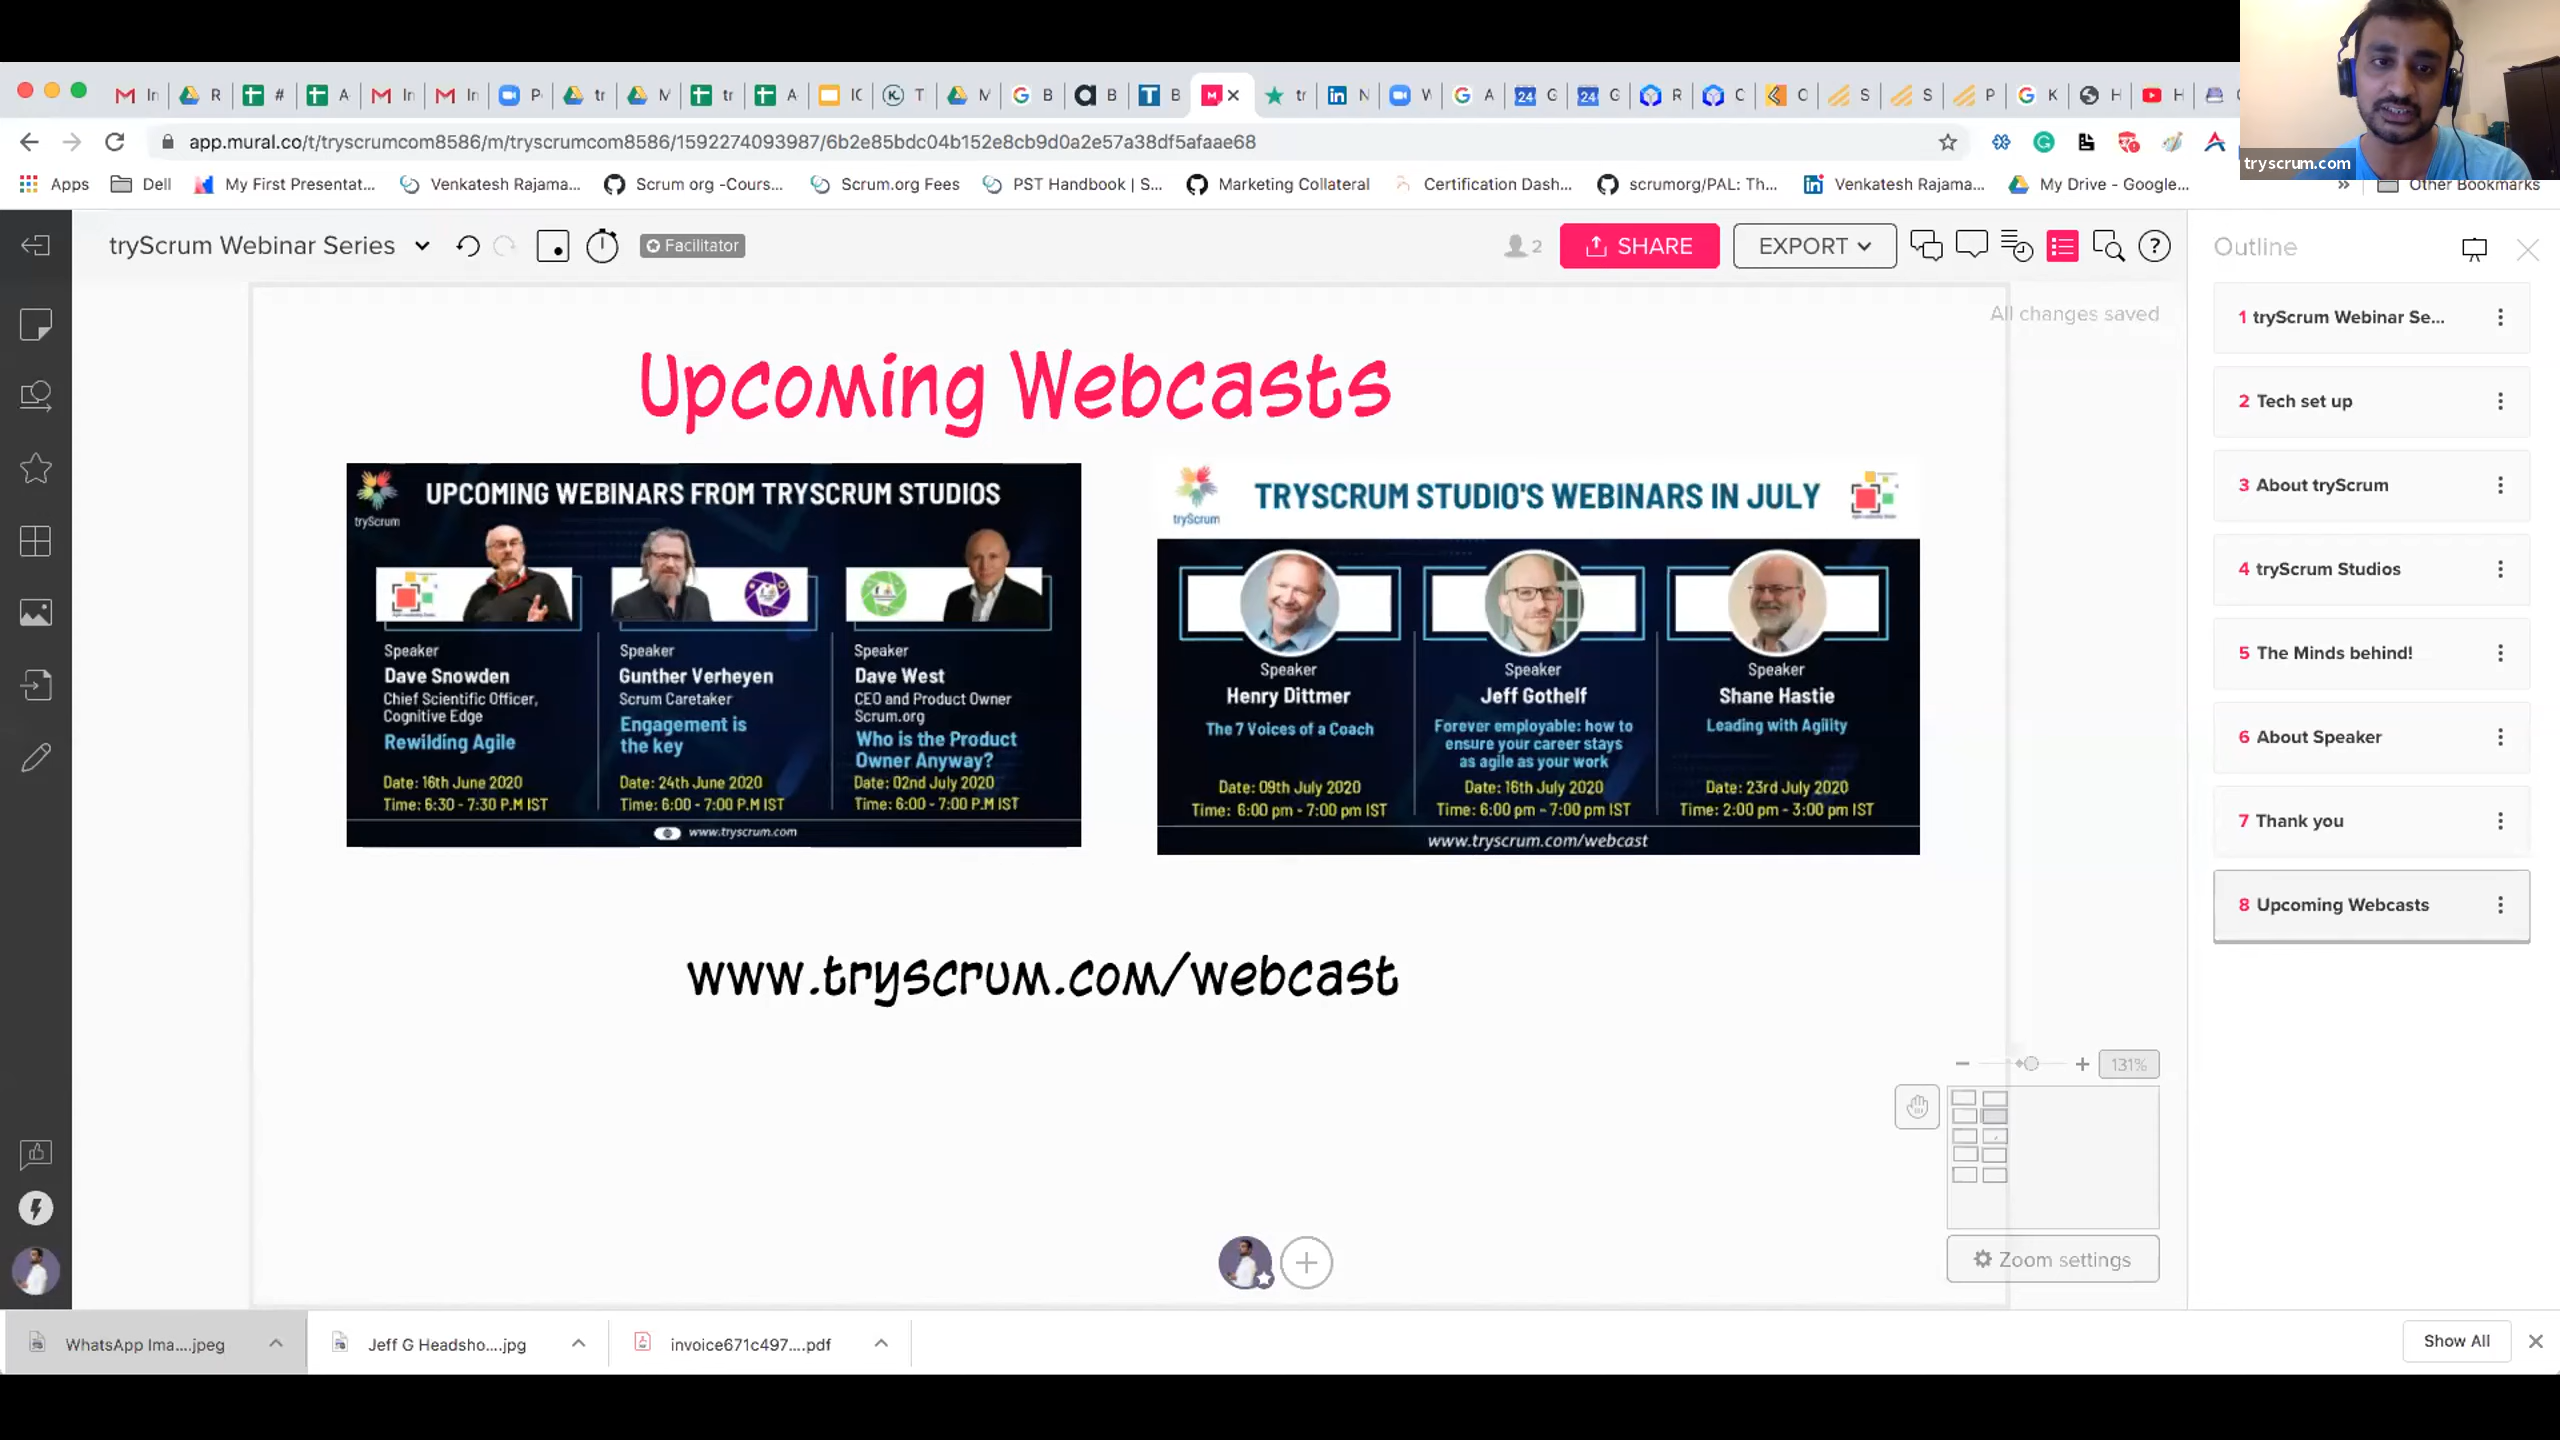 In
R
#
A
In
In
P
tr
M
tr
A
IC
T
M
B
B
B
tr
N
W
A
G
G
R
C
C
S
S
P
K
H
H
app.mural.co/t/tryscrumcom8586/m/tryscrumcom8586/1592274093987/6b2e85bdc04b152e8cb9d0a2e57a38df5afaae68
tryscrum.com
Apps
Dell
My First Presentat...
Venkatesh Rajama...
Scrum org -Cours...
Scrum.org Fees
PST Handbook | S...
Marketing Collateral
Certification Dash...
scrumorg/PAL: Th...
Venkatesh Rajama...
My Drive - Google...
»
Other Bookmarks
tryScrum Webinar Series
Facilitator
2
SHARE
EXPORT
?
Outline
All changes saved
Upcoming Webcasts
tryScrum
UPCOMING WEBINARS FROM TRYSCRUM STUDIOS
Speaker
Dave Snowden
Chief Scientific Officer,
Cognitive Edge
Rewilding Agile
Date: 16th June 2020
Time: 6:30 - 7:30 P.M IST
Speaker
Gunther Verheyen
Scrum Caretaker
Engagement is
the key
Date: 24th June 2020
Time: 6:00 - 7:00 P.M IST
Speaker
Dave West
CEO and Product Owner
Scrum.org
Who is the Product
Owner Anyway?
Date: 02nd July 2020
Time: 6:00 - 7:00 P.M IST
www.tryscrum.com
tryScrum
TRYSCRUM STUDIO'S WEBINARS IN JULY
Speaker
Henry Dittmer
The 7 Voices of a Coach
Date: 09th July 2020
Time: 6:00 pm - 7:00 pm IST
Speaker
Jeff Gothelf
Forever employable: how to
ensure your career stays
as agile as your work
Date: 16th July 2020
Time: 6:00 pm - 7:00 pm IST
Speaker
Shane Hastie
Leading with Agility
Date: 23rd July 2020
Time: 2:00 pm - 3:00 pm IST
www.tryscrum.com/webcast
www.tryscrum.com/webcast
1 tryScrum Webinar Se...
2 Tech set up
3 About tryScrum
4 tryScrum Studios
5 The Minds behind!
6 About Speaker
7 Thank you
8 Upcoming Webcasts
131%
Zoom settings
WhatsApp Ima....jpeg
Jeff G Headsho....jpg
invoice671c497....pdf
Show All